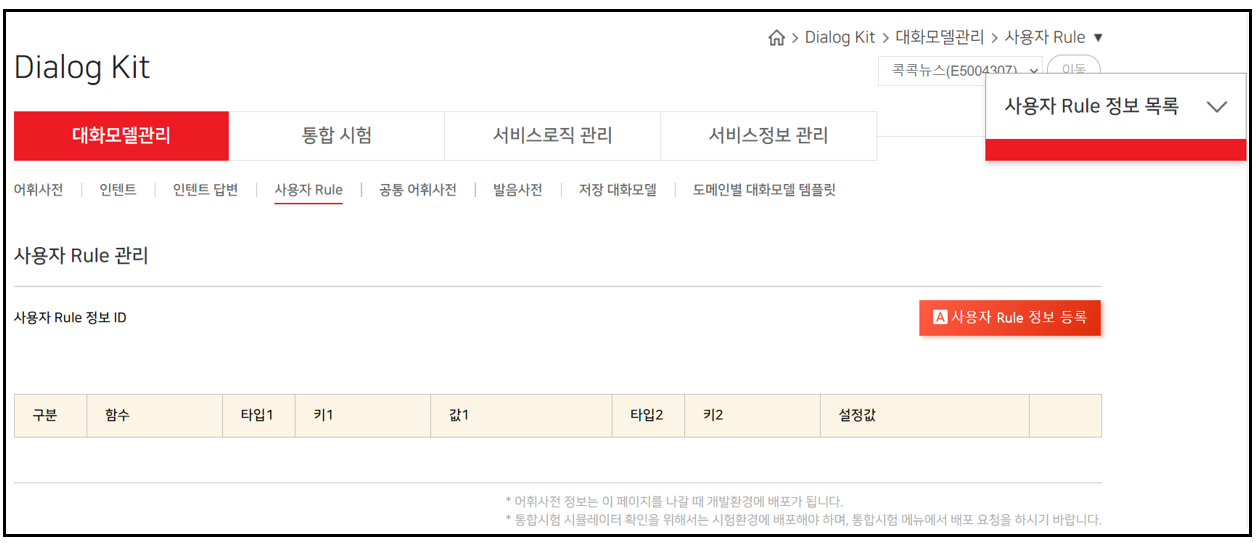 > Dialog Kit > 대화모델관리 > 사용자 Rule ▼
Dialog Kit
콕콕뉴스(E5004307)
이동
사용자 Rule 정보 목록
대화모델관리 통합 시험 서비스로직 관리 서비스정보 관리
어휘사전 | 인텐트 | 인텐트 답변 | 사용자 Rule | 공통 어휘사전 | 발음사전 | 저장 대화모델 | 도메인별 대화모델 템플릿
사용자 Rule 관리
사용자 Rule 정보 ID
A 사용자 Rule 정보 등록
구분 함수 타입1 키1 값1 타입2 키2 설정값
* 어휘사전 정보는 이 페이지를 나갈 때 개발환경에 배포가 됩니다.
* 통합시험 시뮬레이터 확인을 위해서는 시험환경에 배포해야 하며, 통합시험 메뉴에서 배포 요청을 하시기 바랍니다.